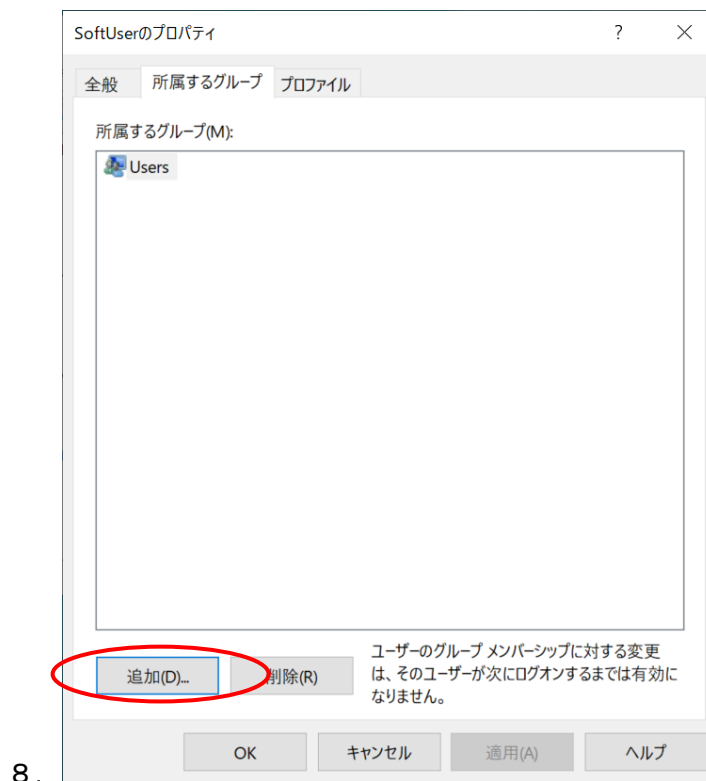 SoftUserのプロパティ ? ×
全般 所属するグループ プロファイル
所属するグループ(M):
Users
追加(D)... 削除(R)
ユーザーのグループ メンバーシップに対する変更
は、そのユーザーが次にログオンするまでは有効に
なりません。
OK キャンセル 適用(A) ヘルプ
8.